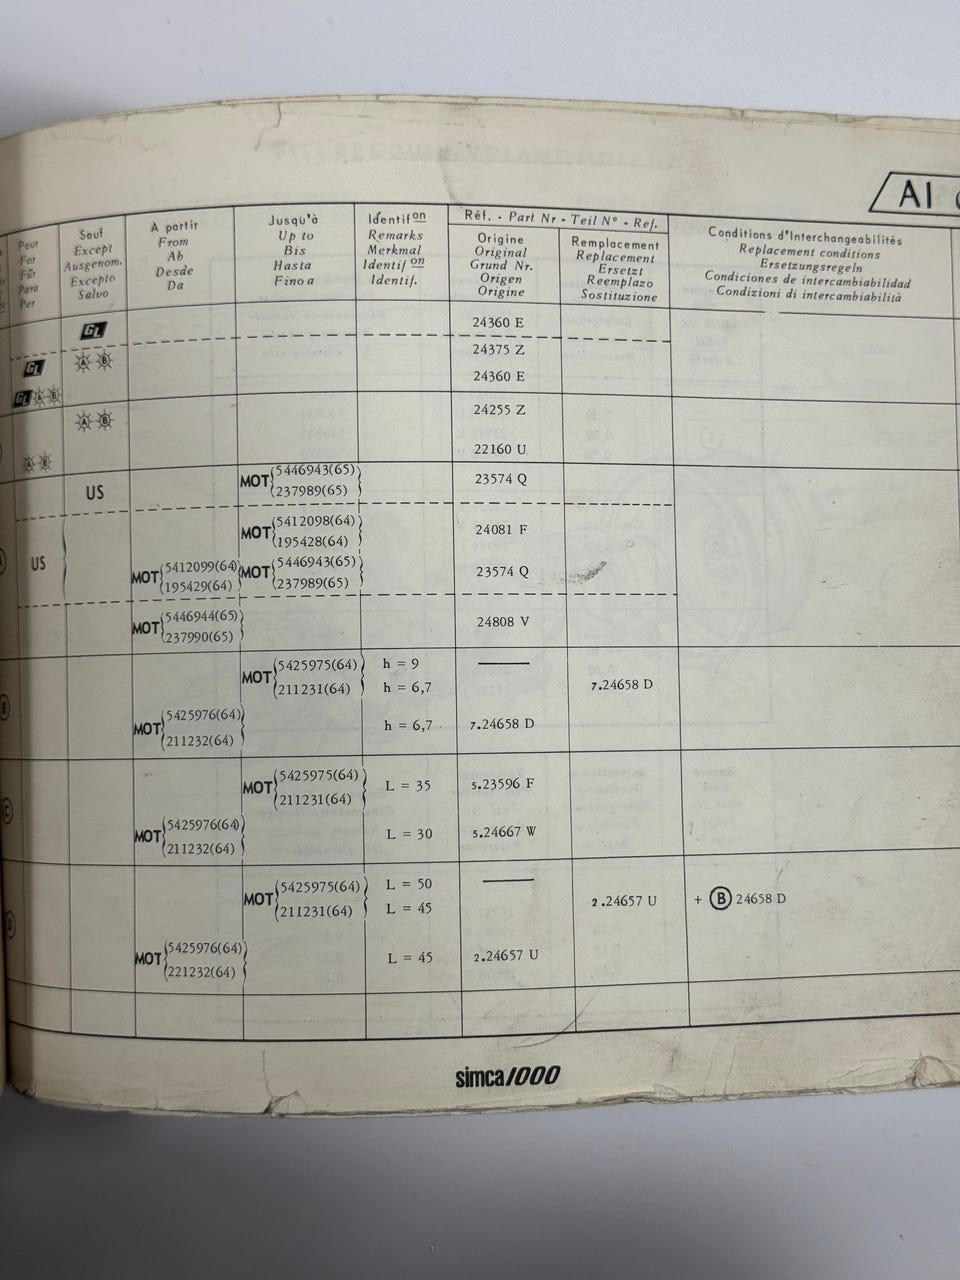 AI
Pour
For
Für
Para
Per
Sauf
Except
Ausgenom.
Excepto
Salvo
A partir
From
Ab
Desde
Da
Jusqu'à
Up to
Bis
Hasta
Fino a
Identif on
Remarks
Merkmal
Identif on
Identif.
Réf. - Part Nr - Teil N° - Ref.
Origine
Original
Grund Nr.
Origen
Origine
Remplacement
Replacement
Ersetzt
Reemplazo
Sostituzione
Conditions d'Interchangeabilités
Replacement conditions
Ersetzungsregeln
Condiciones de intercambiabilidad
Condizioni di intercambiabilità
GL 24360 E
GL A B 24375 Z
GL A B 24360 E
A B 24255 Z
A B 22160 U
US MOT 5446943(65) 237989(65) 23574 Q
US MOT 5412098(64) 195428(64) 24081 F
MOT 5412099(64) 195429(64) MOT 5446943(65) 237989(65) 23574 Q
MOT 5446944(65) 237990(65) 24808 V
B MOT 5425975(64) h = 9
211231(64) h = 6,7 7.24658 D
MOT 5425976(64) 211232(64) h = 6,7 7.24658 D
C MOT 5425975(64) 211231(64) L = 35 5.23596 F
MOT 5425976(64) 211232(64) L = 30 5.24667 W
D MOT 5425975(64) L = 50
211231(64) L = 45 2.24657 U + B 24658 D
MOT 5425976(64) 221232(64) L = 45 2.24657 U
simca1000